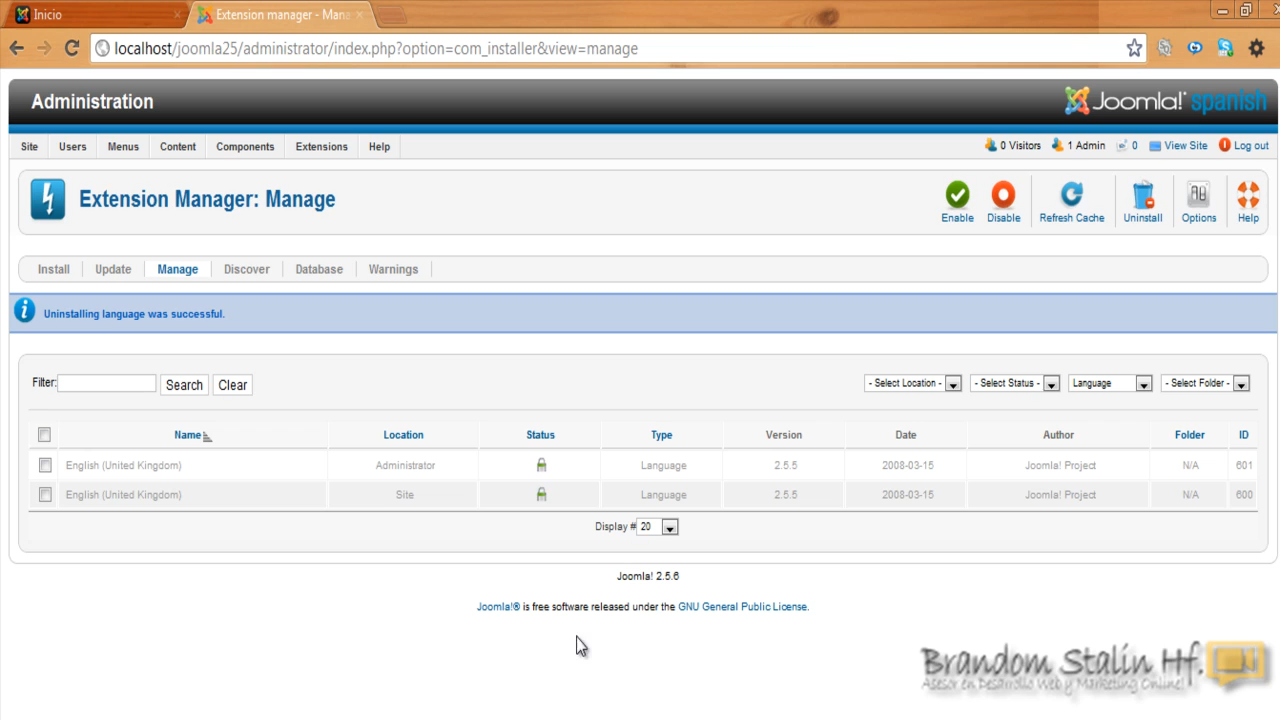 Inicio
Extension manager - Mana
localhost/joomla25/administrator/index.php?option=com_installer&view=manage
Administration
Joomla!® spanish
Site Users Menus Content Components Extensions Help
0 Visitors 1 Admin 0 View Site Log out
Extension Manager: Manage
Enable Disable Refresh Cache Uninstall Options Help
Install Update Manage Discover Database Warnings
Uninstalling language was successful.
Filter: Search Clear
- Select Location - - Select Status - Language - Select Folder -
Name Location Status Type Version Date Author Folder ID
English (United Kingdom) Administrator Language 2.5.5 2008-03-15 Joomla! Project N/A 601
English (United Kingdom) Site Language 2.5.5 2008-03-15 Joomla! Project N/A 600
Display # 20
Joomla! 2.5.6
Joomla!® is free software released under the GNU General Public License.
Brandom Stalin Hf.
Asesor en Desarrollo Web y Marketing Online!